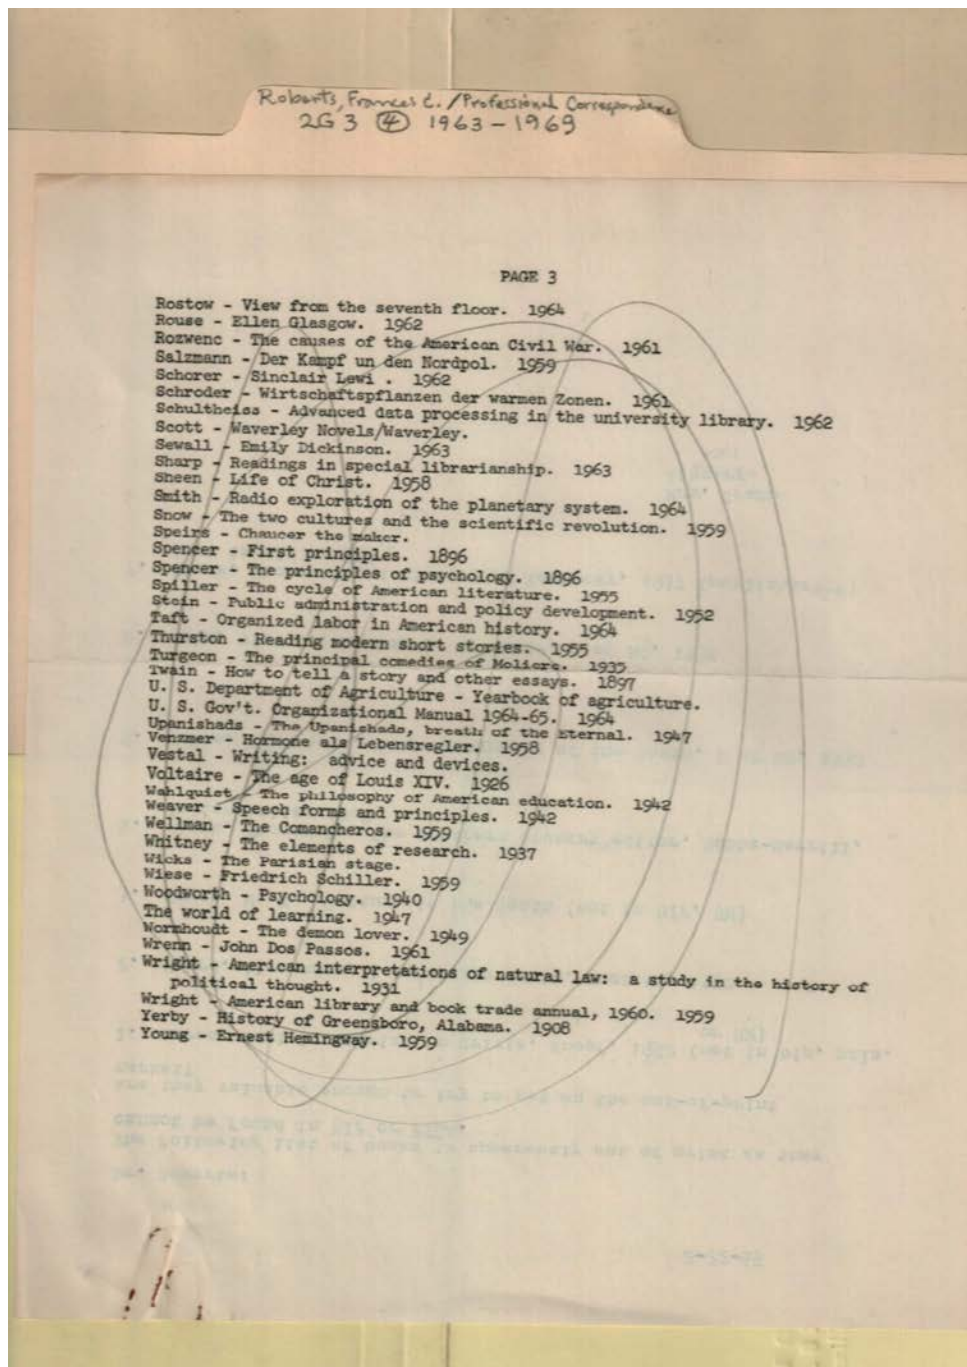 Roberts, Frances C. /Professional Correspondence
2G 3 ④ 1963-1969
PAGE 3
Rostow - View from the seventh floor. 1964
Rouse - Ellen Glasgow. 1962
Rozwenc - The causes of the American Civil War. 1961
Salzmann - Der Kampf un den Nordpol. 1959
Schorer - Sinclair Lewi . 1962
Schroder - Wirtschaftspflanzen der warmen Zonen. 1961
Schultheiss - Advanced data processing in the university library. 1962
Scott - Waverley Novels/Waverley.
Sewall - Emily Dickinson. 1963
Sharp - Readings in special librarianship. 1963
Sheen - Life of Christ. 1958
Smith - Radio exploration of the planetary system. 1964
Snow - The two cultures and the scientific revolution. 1959
Speirs - Chaucer the maker.
Spencer - First principles. 1896
Spencer - The principles of psychology. 1896
Spiller - The cycle of American literature. 1955
Stein - Public administration and policy development. 1952
Taft - Organized labor in American history. 1964
Thurston - Reading modern short stories. 1955
Turgeon - The principal comedies of Moliere. 1935
Twain - How to tell a story and other essays. 1897
U. S. Department of Agriculture - Yearbook of agriculture.
U. S. Gov't. Organizational Manual 1964-65. 1964
Upanishads - The Upanishads, breath of the eternal. 1947
Venzmer - Hormone als Lebensregler. 1958
Vestal - Writing: advice and devices.
Voltaire - The age of Louis XIV. 1926
Wahlquist - The philosophy of American education. 1942
Weaver - Speech forms and principles. 1942
Wellman - The Comancheros. 1959
Whitney - The elements of research. 1937
Wicks - The Parisian stage.
Wiese - Friedrich Schiller. 1959
Woodworth - Psychology. 1940
The world of learning. 1947
Wormhoudt - The demon lover. 1949
Wrenn - John Dos Passos. 1961
Wright - American interpretations of natural law: a study in the history of
political thought. 1931
Wright - American library and book trade annual, 1960. 1959
Yerby - History of Greensboro, Alabama. 1908
Young - Ernest Hemingway. 1959